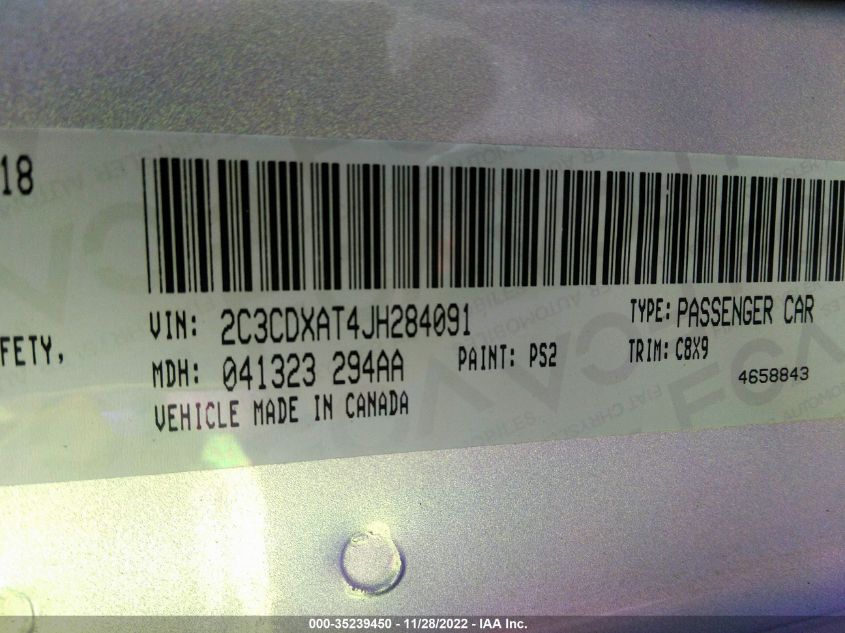 18
VIN: 2C3CDXAT4JH284091
TYPE: PASSENGER CAR
FETY,
MDH: 041323 294AA
PAINT: PS2
TRIM: C8X9
4658843
VEHICLE MADE IN CANADA
000-35239450 - 11/28/2022 - IAA Inc.